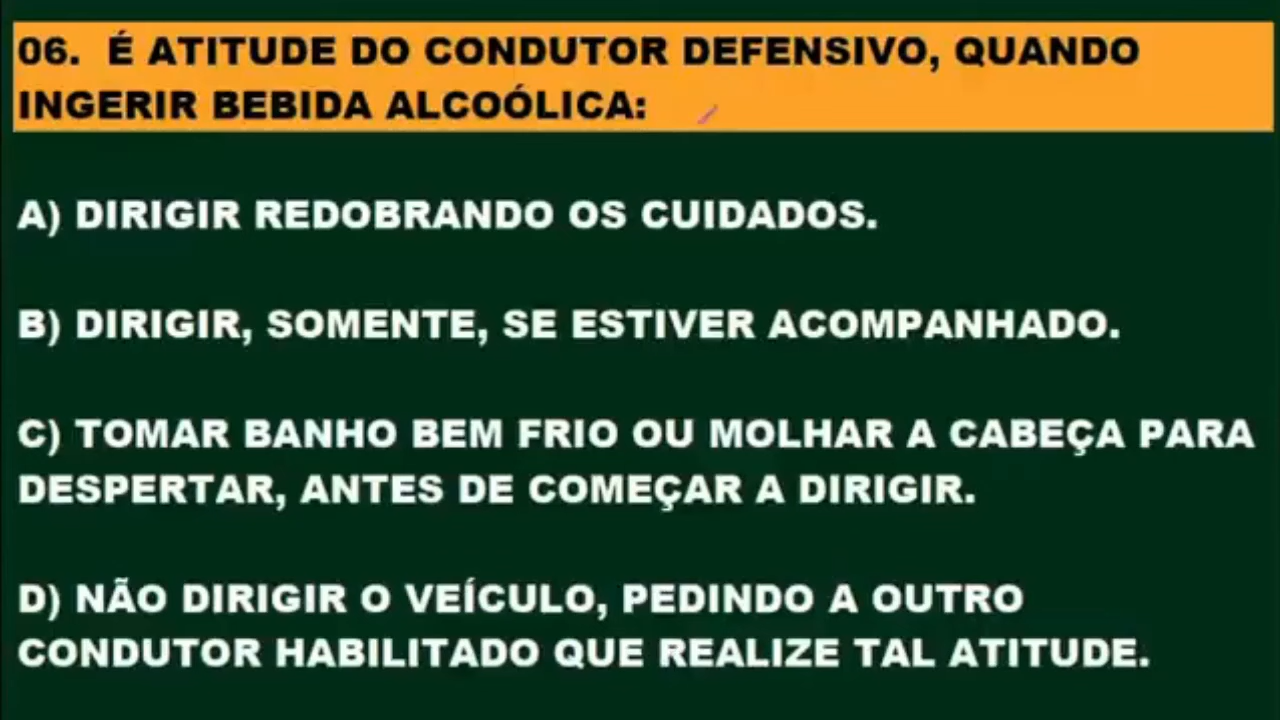 06. É ATITUDE DO CONDUTOR DEFENSIVO, QUANDO
INGERIR BEBIDA ALCOÓLICA:
A) DIRIGIR REDOBRANDO OS CUIDADOS.
B) DIRIGIR, SOMENTE, SE ESTIVER ACOMPANHADO.
C) TOMAR BANHO BEM FRIO OU MOLHAR A CABEÇA PARA
DESPERTAR, ANTES DE COMEÇAR A DIRIGIR.
D) NÃO DIRIGIR O VEÍCULO, PEDINDO A OUTRO
CONDUTOR HABILITADO QUE REALIZE TAL ATITUDE.